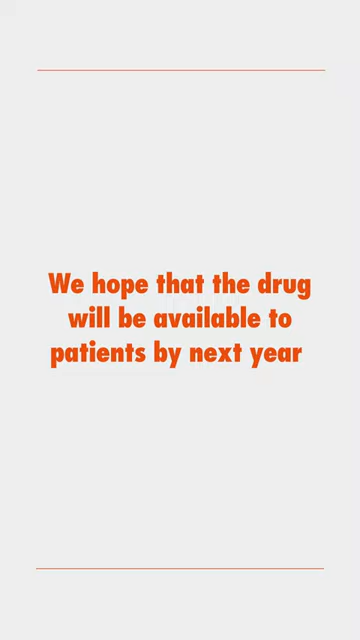 We hope that the drug
will be available to
patients by next year